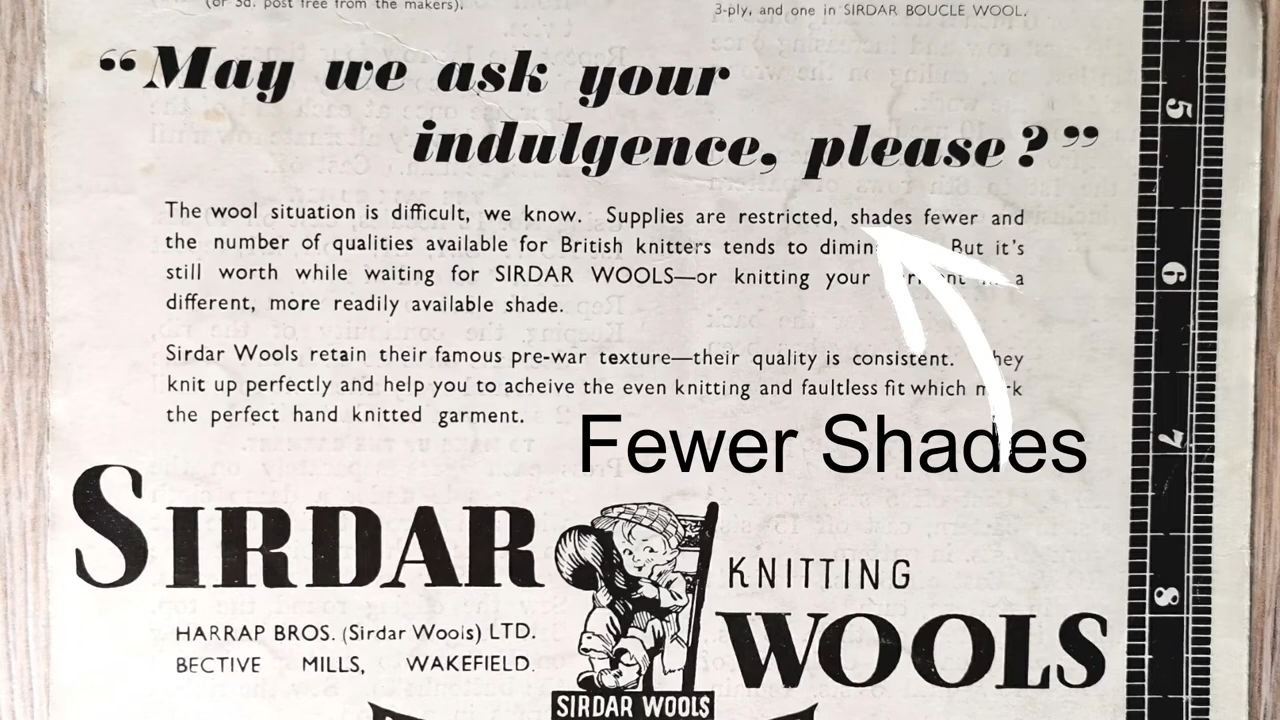 (or 3d. post free from the makers).
3-ply, and one in SIRDAR BOUCLE WOOL.
“May we ask your
indulgence, please?”
The wool situation is difficult, we know. Supplies are restricted, shades fewer and
the number of qualities available for British knitters tends to But it's
still worth while waiting for SIRDAR WOOLS—or knitting your a
different, more readily available shade.
Sirdar Wools retain their famous pre-war texture—their quality is consistent. They
knit up perfectly and help you to acheive the even knitting and faultless fit which mark
the perfect hand knitted garment.
Fewer Shades
SIRDAR
KNITTING
WOOLS
HARRAP BROS. (Sirdar Wools) LTD.
BECTIVE MILLS, WAKEFIELD.
SIRDAR WOOLS
5
6
7
8